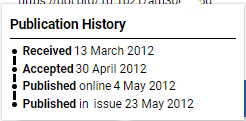 Publication History
Received 13 March 2012
Accepted 30 April 2012
Published online 4 May 2012
Published in issue 23 May 2012